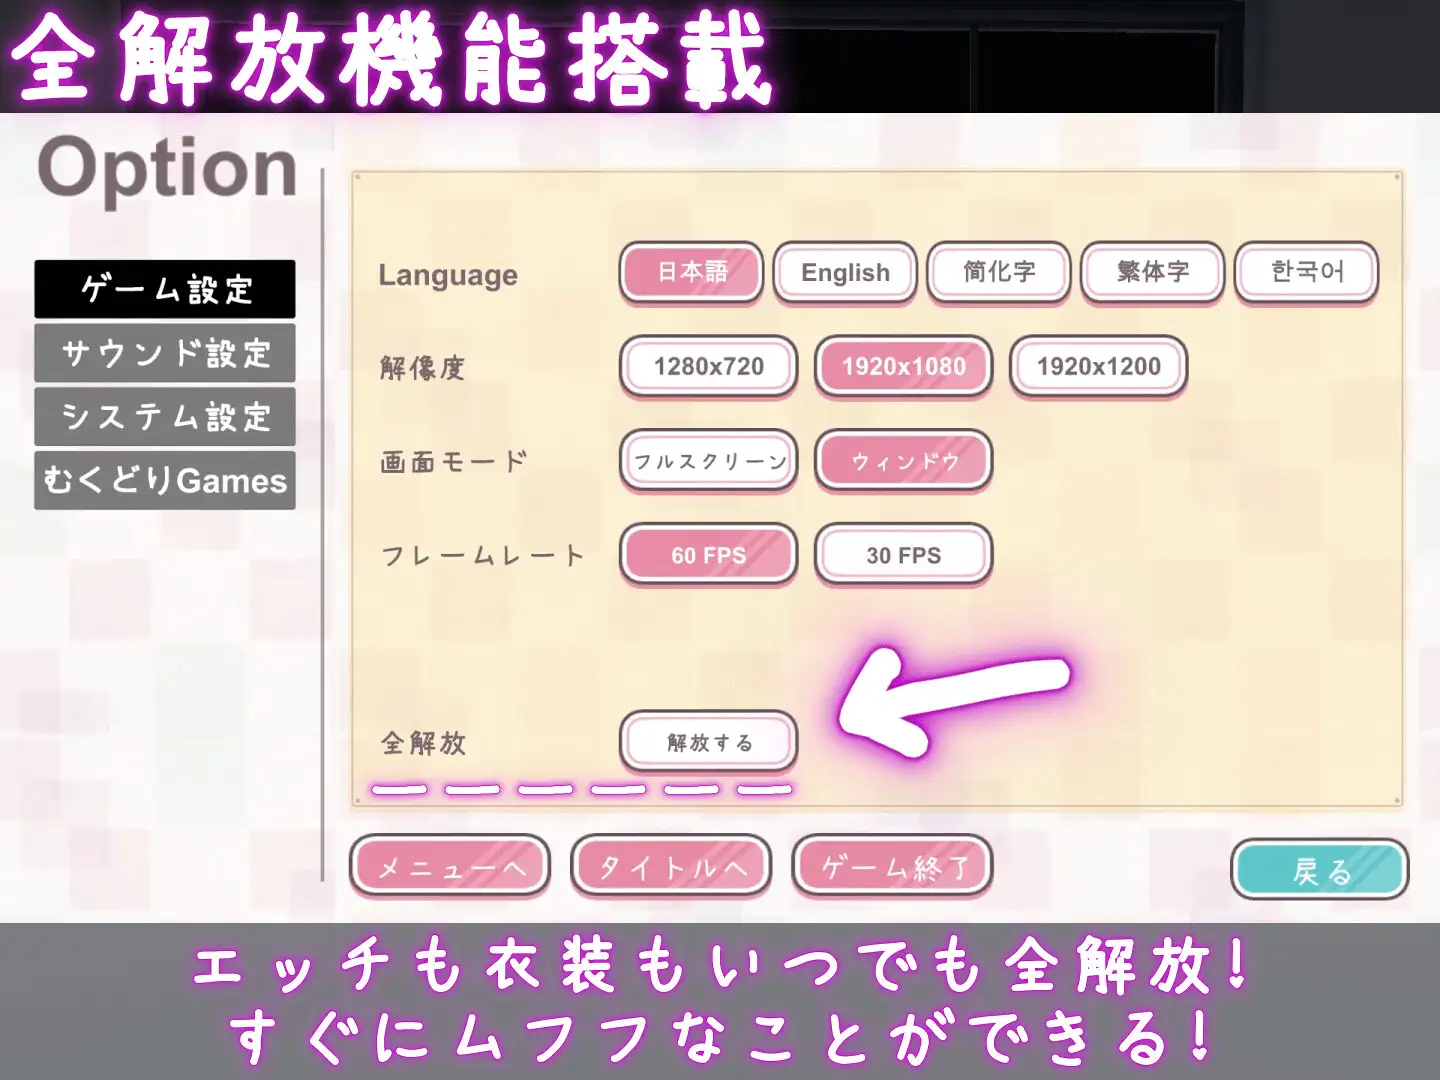 全解放機能搭載
Option
ゲーム設定
サウンド設定
システム設定
むくどりGames
Language 日本語 English 简化字 繁体字 한국어
解像度 1280x720 1920x1080 1920x1200
画面モード フルスクリーン ウィンドウ
フレームレート 60 FPS 30 FPS
全解放 解放する
メニューへ タイトルへ ゲーム終了 戻る
エッチも衣装もいつでも全解放!
すぐにムフフなことができる!